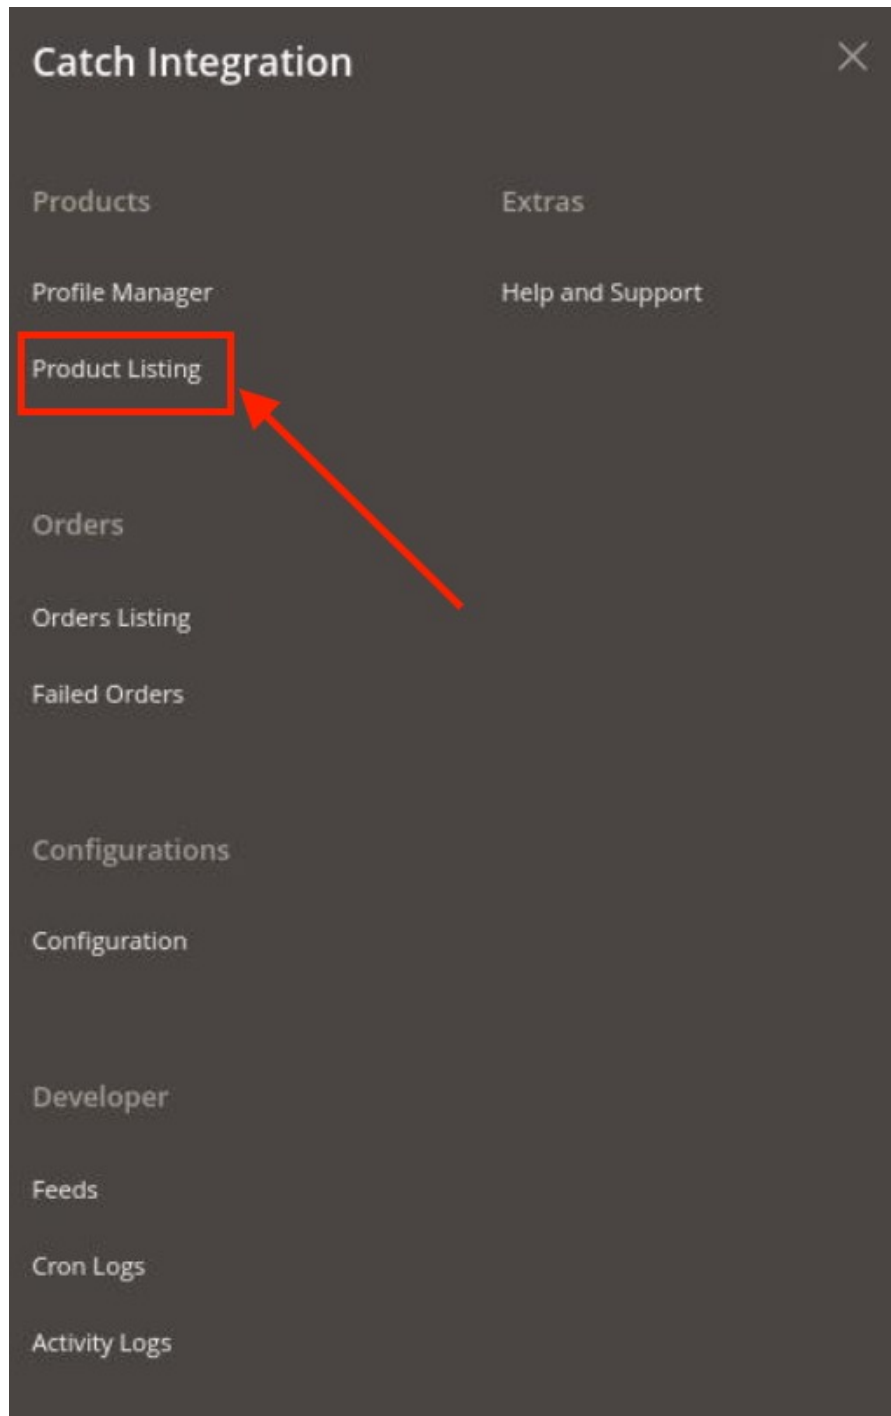 Catch Integration
Products
Profile Manager
Product Listing
Extras
Help and Support
Orders
Orders Listing
Failed Orders
Configurations
Configuration
Developer
Feeds
Cron Logs
Activity Logs